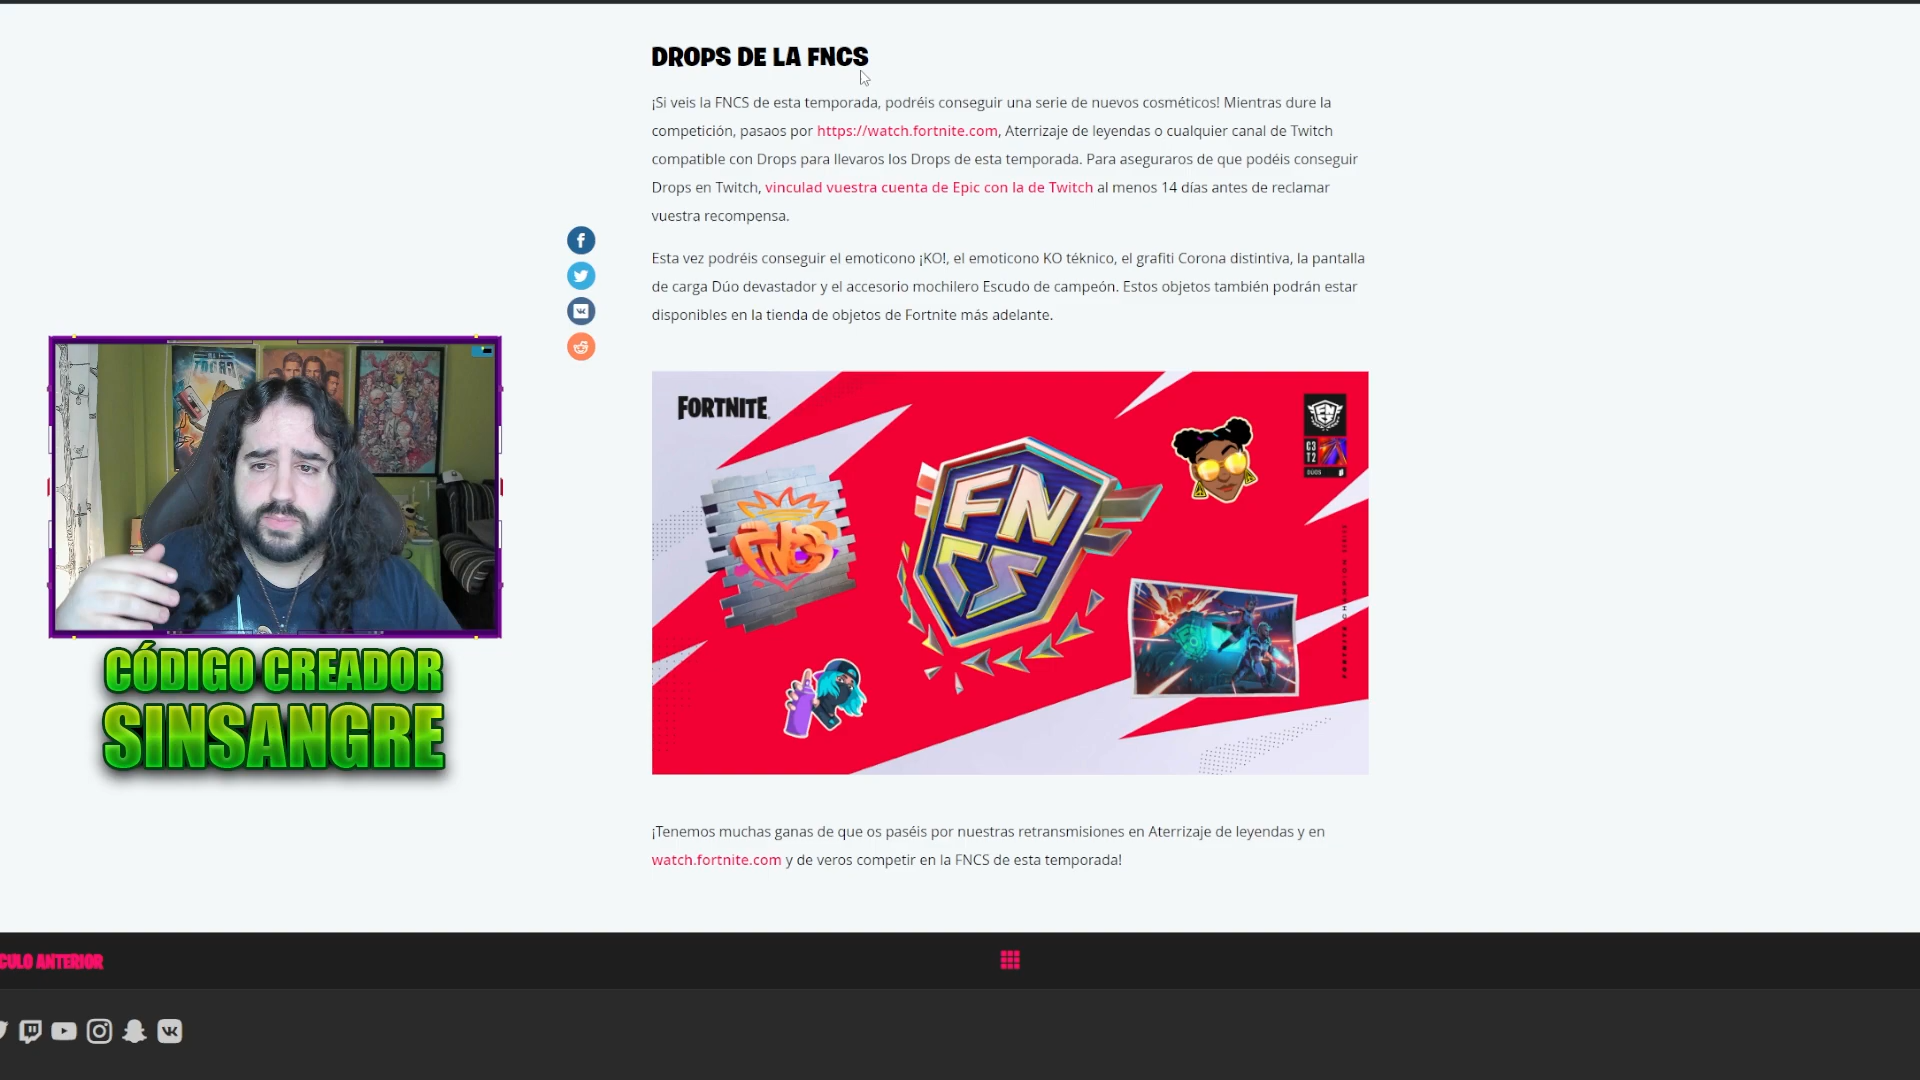 DROPS DE LA FNCS
¡Si veis la FNCS de esta temporada, podréis conseguir una serie de nuevos cosméticos! Mientras dure la
competición, pasaos por https://watch.fortnite.com, Aterrizaje de leyendas o cualquier canal de Twitch
compatible con Drops para llevaros los Drops de esta temporada. Para aseguraros de que podéis conseguir
Drops en Twitch, vinculad vuestra cuenta de Epic con la de Twitch al menos 14 días antes de reclamar
vuestra recompensa.
Esta vez podréis conseguir el emoticono ¡KO!, el emoticono KO téknico, el grafiti Corona distintiva, la pantalla
de carga Dúo devastador y el accesorio mochilero Escudo de campeón. Estos objetos también podrán estar
disponibles en la tienda de objetos de Fortnite más adelante.
FORTNITE
FN
C3
T2
DUOS
FNCS
FN
CS
CÓDIGO CREADOR
SINSANGRE
¡Tenemos muchas ganas de que os paséis por nuestras retransmisiones en Aterrizaje de leyendas y en
watch.fortnite.com y de veros competir en la FNCS de esta temporada!
CULO ANTERIOR